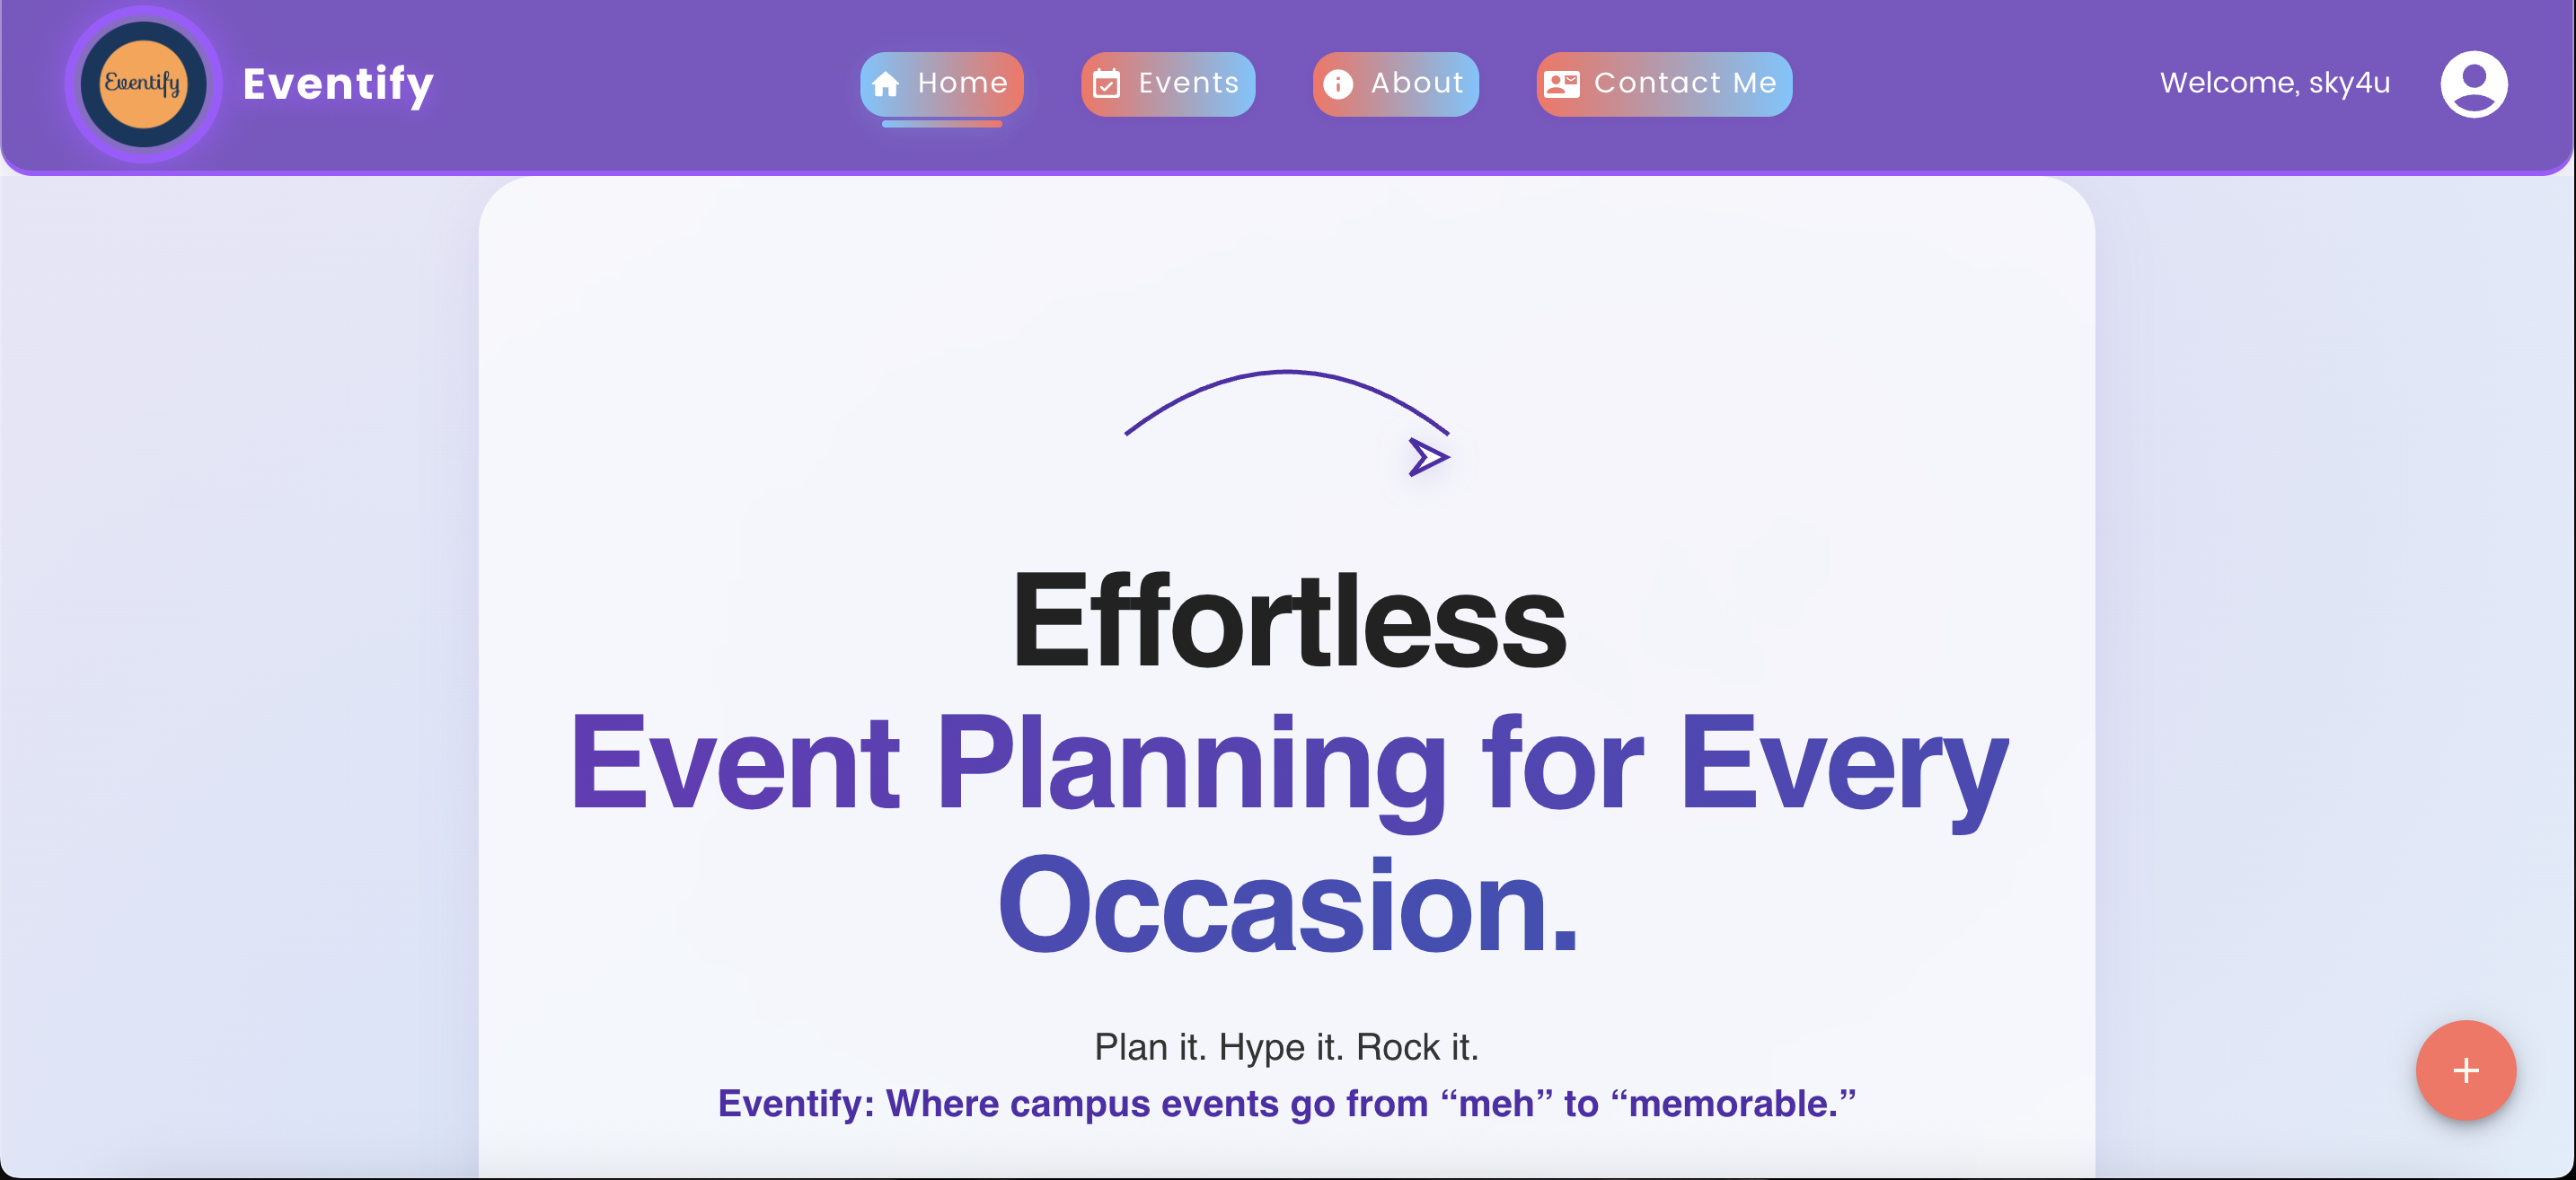 Eventify
Eventify
Home
Events
About
Contact Me
Welcome, sky4u
Effortless
Event Planning for Every
Occasion.
Plan it. Hype it. Rock it.
Eventify: Where campus events go from “meh” to “memorable.”
+